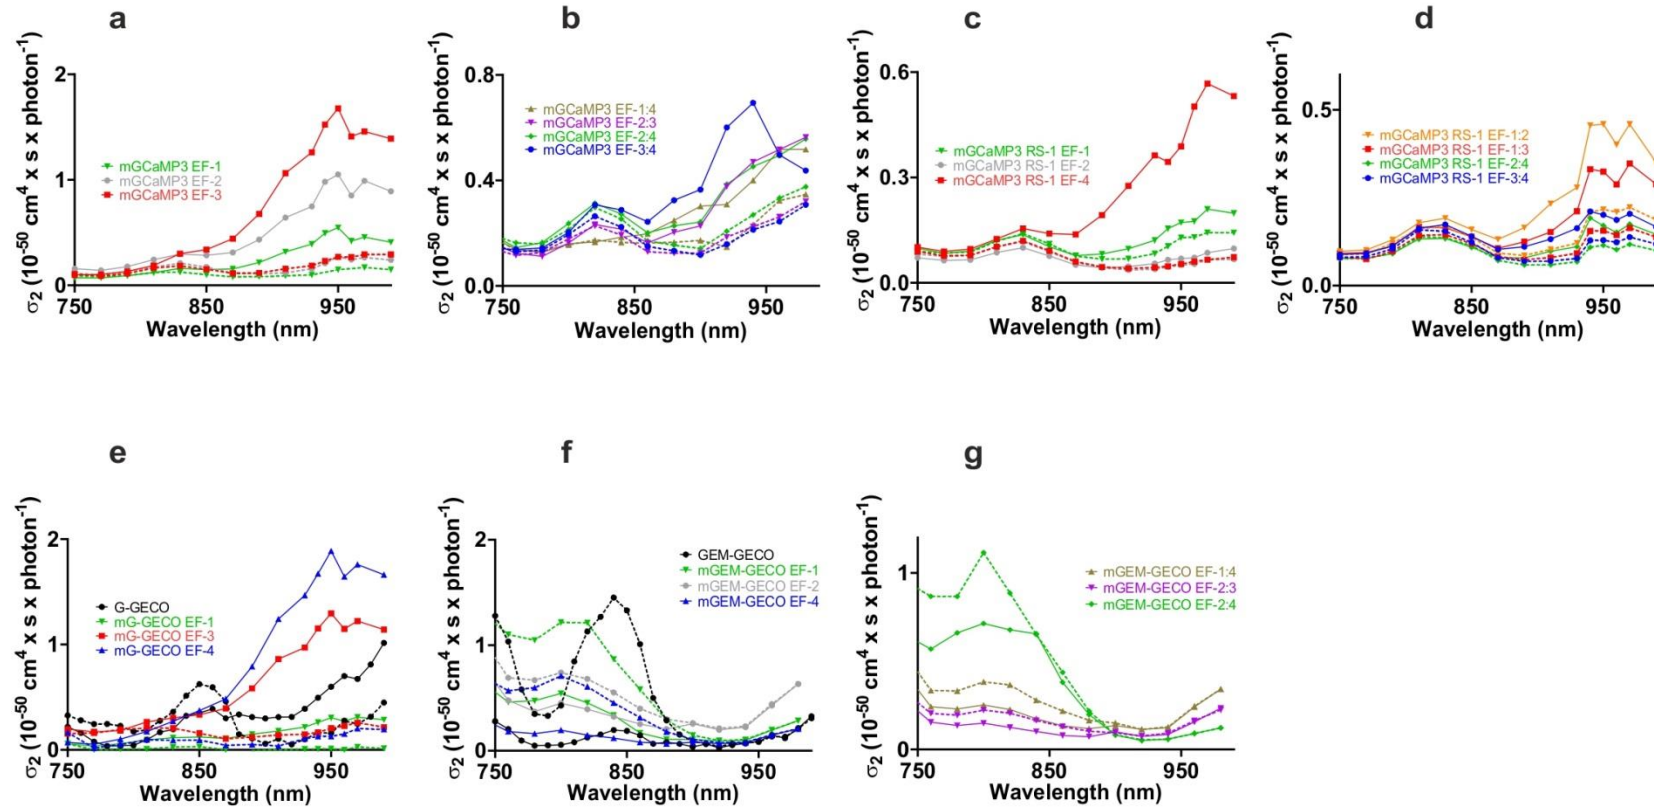 a
σ₂ (10⁻⁵⁰ cm⁴ x s x photon⁻¹)
2
1
0
mGCaMP3 EF-1
mGCaMP3 EF-2
mGCaMP3 EF-3
750 850 950
Wavelength (nm)
b
σ₂ (10⁻⁵⁰ cm⁴ x s x photon⁻¹)
0.8
0.4
0.0
mGCaMP3 EF-1:4
mGCaMP3 EF-2:3
mGCaMP3 EF-2:4
mGCaMP3 EF-3:4
750 850 950
Wavelength (nm)
c
σ₂ (10⁻⁵⁰ cm⁴ x s x photon⁻¹)
0.6
0.3
0.0
mGCaMP3 RS-1 EF-1
mGCaMP3 RS-1 EF-2
mGCaMP3 RS-1 EF-4
750 850 950
Wavelength (nm)
d
σ₂ (10⁻⁵⁰ cm⁴ x s x photon⁻¹)
0.5
0.0
mGCaMP3 RS-1 EF-1:2
mGCaMP3 RS-1 EF-1:3
mGCaMP3 RS-1 EF-2:4
mGCaMP3 RS-1 EF-3:4
750 850 950
Wavelength (nm)
e
σ₂ (10⁻⁵⁰ cm⁴ x s x photon⁻¹)
2
1
0
G-GECO
mG-GECO EF-1
mG-GECO EF-3
mG-GECO EF-4
750 850 950
Wavelength (nm)
f
σ₂ (10⁻⁵⁰ cm⁴ x s x photon⁻¹)
2
1
0
GEM-GECO
mGEM-GECO EF-1
mGEM-GECO EF-2
mGEM-GECO EF-4
750 850 950
Wavelength (nm)
g
σ₂ (10⁻⁵⁰ cm⁴ x s x photon⁻¹)
1
0
mGEM-GECO EF-1:4
mGEM-GECO EF-2:3
mGEM-GECO EF-2:4
750 850 950
Wavelength (nm)